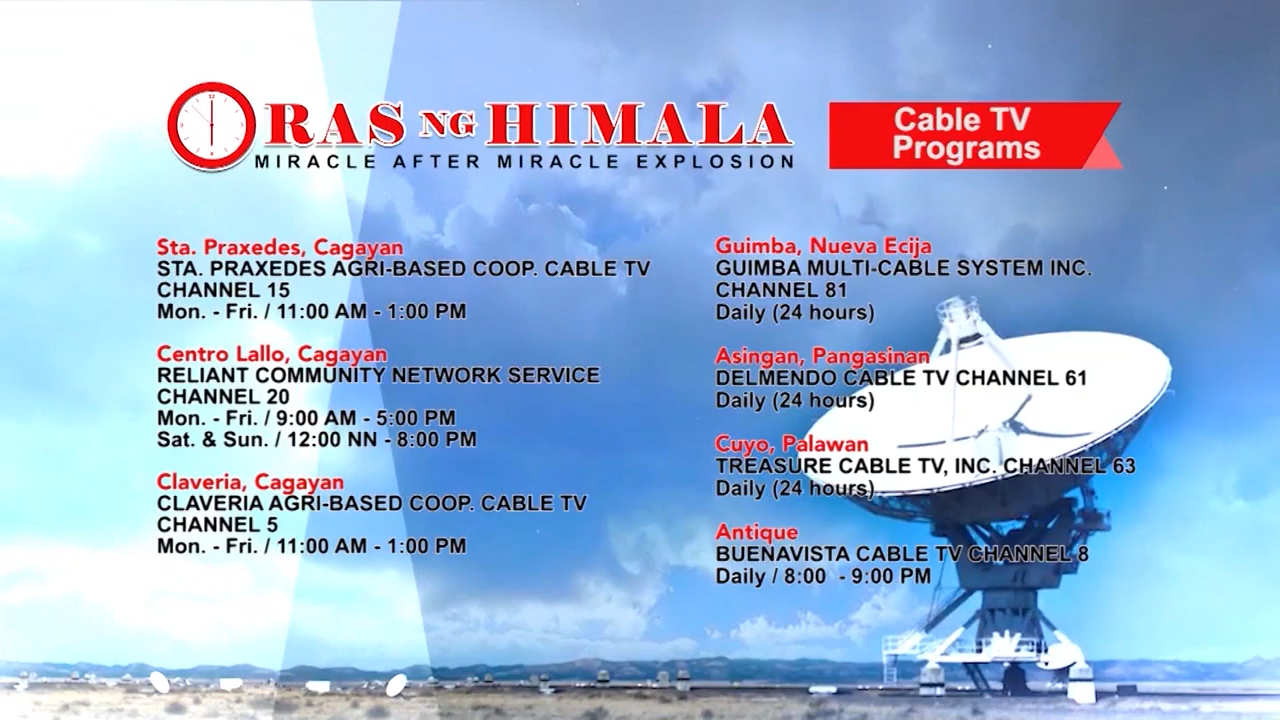 ORAS NG HIMALA
MIRACLE AFTER MIRACLE EXPLOSION
Cable TV
Programs
Sta. Praxedes, Cagayan
STA. PRAXEDES AGRI-BASED COOP. CABLE TV
CHANNEL 15
Mon. - Fri. / 11:00 AM - 1:00 PM
Centro Lallo, Cagayan
RELIANT COMMUNITY NETWORK SERVICE
CHANNEL 20
Mon. - Fri. / 9:00 AM - 5:00 PM
Sat. & Sun. / 12:00 NN - 8:00 PM
Claveria, Cagayan
CLAVERIA AGRI-BASED COOP. CABLE TV
CHANNEL 5
Mon. - Fri. / 11:00 AM - 1:00 PM
Guimba, Nueva Ecija
GUIMBA MULTI-CABLE SYSTEM INC.
CHANNEL 81
Daily (24 hours)
Asingan, Pangasinan
DELMENDO CABLE TV CHANNEL 61
Daily (24 hours)
Cuyo, Palawan
TREASURE CABLE TV, INC. CHANNEL 63
Daily (24 hours)
Antique
BUENAVISTA CABLE TV CHANNEL 8
Daily / 8:00 - 9:00 PM